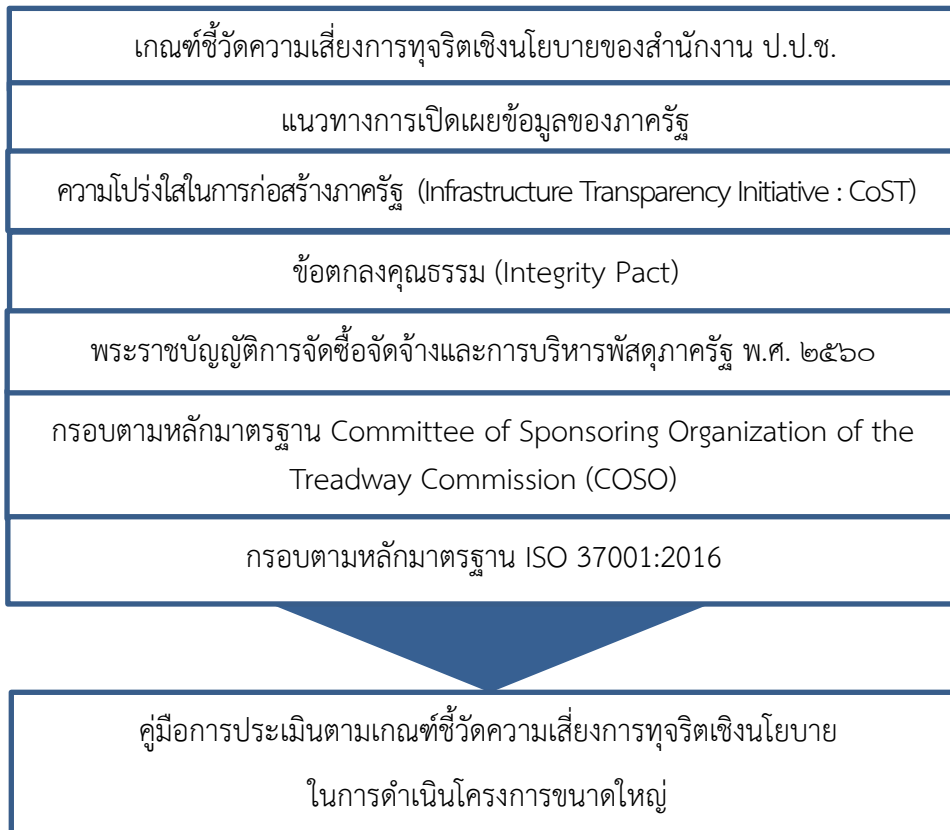 เกณฑ์ชี้วัดความเสี่ยงการทุจริตเชิงนโยบายของสำนักงาน ป.ป.ช.
แนวทางการเปิดเผยข้อมูลของภาครัฐ
ความโปร่งใสในการก่อสร้างภาครัฐ (Infrastructure Transparency Initiative : CoST)
ข้อตกลงคุณธรรม (Integrity Pact)
พระราชบัญญัติการจัดซื้อจัดจ้างและการบริหารพัสดุภาครัฐ พ.ศ. ๒๕๖๐
กรอบตามหลักมาตรฐาน Committee of Sponsoring Organization of the
Treadway Commission (COSO)
กรอบตามหลักมาตรฐาน ISO 37001:2016
คู่มือการประเมินตามเกณฑ์ชี้วัดความเสี่ยงการทุจริตเชิงนโยบาย
ในการดำเนินโครงการขนาดใหญ่